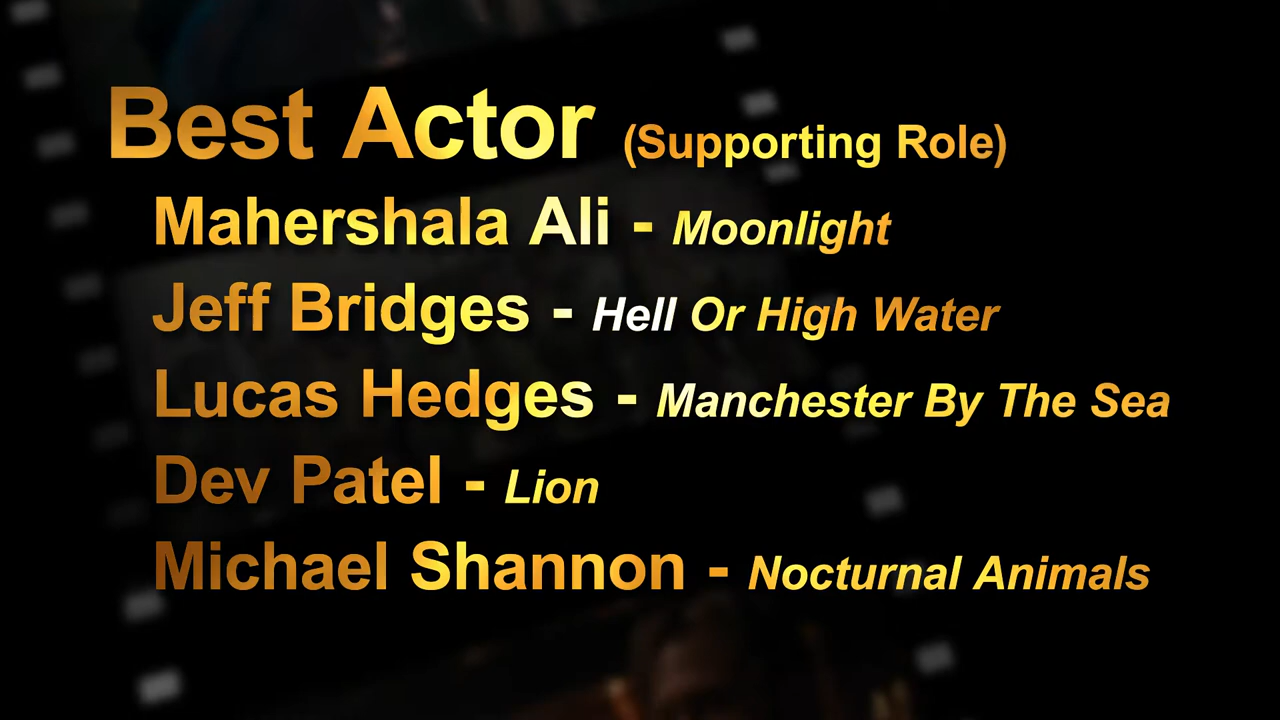 Best Actor (Supporting Role)
Mahershala Ali - Moonlight
Jeff Bridges - Hell Or High Water
Lucas Hedges - Manchester By The Sea
Dev Patel - Lion
Michael Shannon - Nocturnal Animals